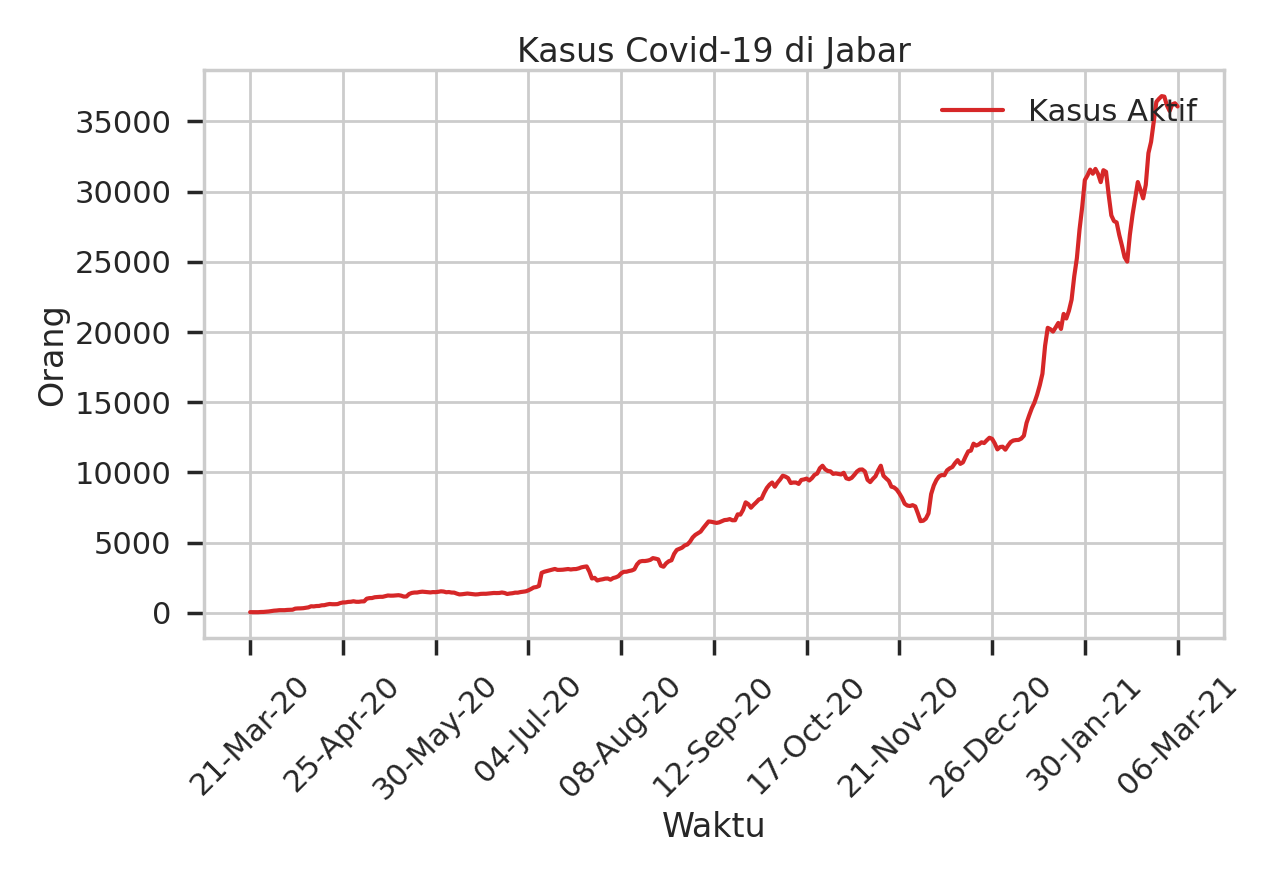 Kasus Covid-19 di Jabar
Kasus Aktif
Orang
35000
30000
25000
20000
15000
10000
5000
0
21-Mar-20
25-Apr-20
30-May-20
04-Jul-20
08-Aug-20
12-Sep-20
17-Oct-20
21-Nov-20
26-Dec-20
30-Jan-21
06-Mar-21
Waktu